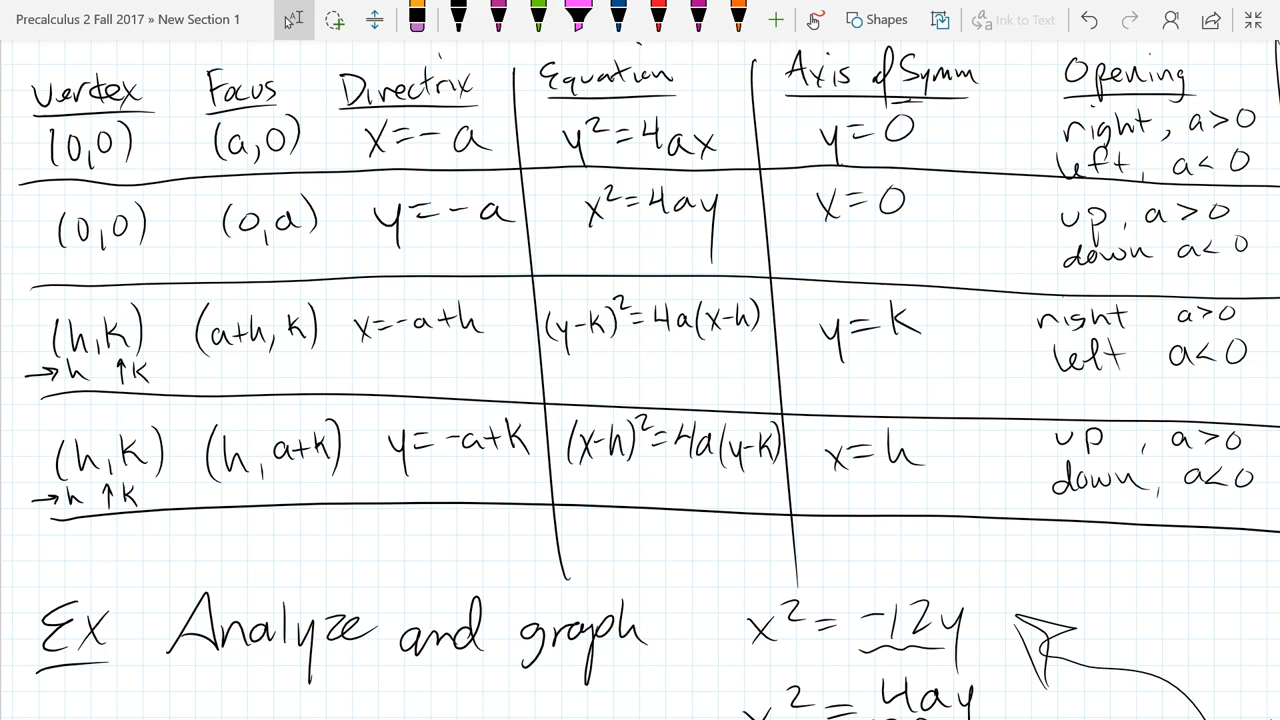 Precalculus 2 Fall 2017 » New Section 1
Shapes
Ink to Text
Vertex Focus Directrix Equation Axis of Symm Opening
(0,0) (a,0) x=-a y²=4ax y=0 right, a>0
left, a<0
(0,0) (0,a) y=-a x²=4ay x=0 up, a>0
down a<0
(h,k) (a+h, k) x=-a+h (y-k)²=4a(x-h) y=k right a>0
→h ↑k left a<0
(h,k) (h, a+k) y=-a+k (x-h)²=4a(y-k) x=h up, a>0
→h ↑k down, a<0
Ex Analyze and graph x²=-12y
x²=4ay